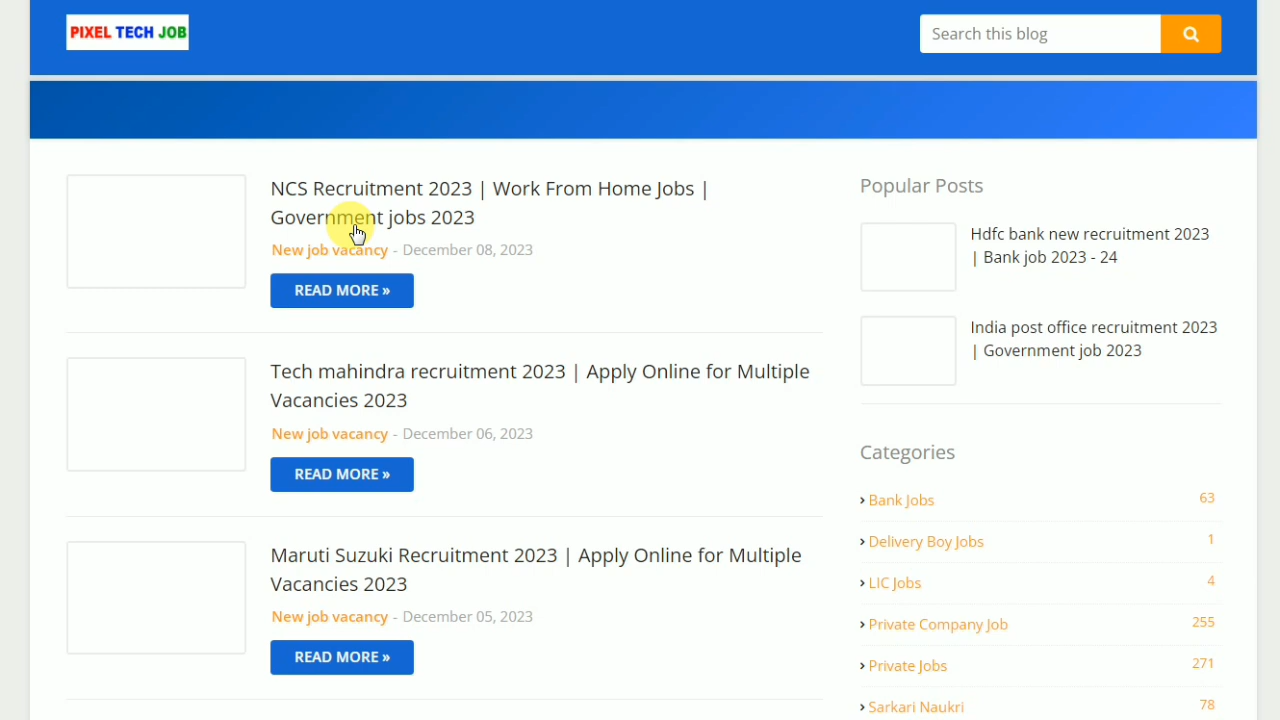 PIXEL TECH JOB
Search this blog
NCS Recruitment 2023 | Work From Home Jobs |
Government jobs 2023
New job vacancy - December 08, 2023
READ MORE »
Tech mahindra recruitment 2023 | Apply Online for Multiple
Vacancies 2023
New job vacancy - December 06, 2023
READ MORE »
Maruti Suzuki Recruitment 2023 | Apply Online for Multiple
Vacancies 2023
New job vacancy - December 05, 2023
READ MORE »
Popular Posts
Hdfc bank new recruitment 2023
| Bank job 2023 - 24
India post office recruitment 2023
| Government job 2023
Categories
› Bank Jobs 63
› Delivery Boy Jobs 1
› LIC Jobs 4
› Private Company Job 255
› Private Jobs 271
› Sarkari Naukri 78